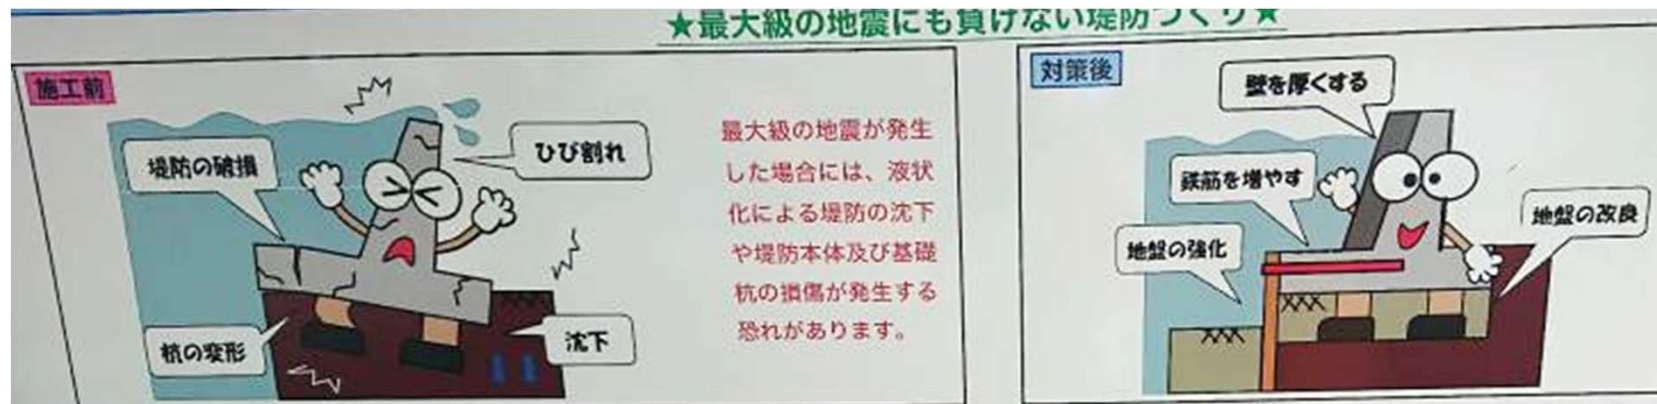 ★最大級の地震にも負けない堤防づくり★
施工前
堤防の破損
ひび割れ
杭の変形
沈下
最大級の地震が発生
した場合には、液状
化による堤防の沈下
や堤防本体及び基礎
杭の損傷が発生する
恐れがあります。
対策後
壁を厚くする
鉄筋を増やす
地盤の強化
地盤の改良